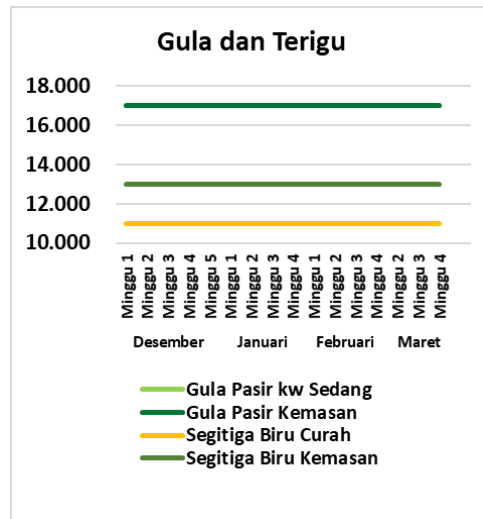 Gula dan Terigu
18.000
16.000
14.000
12.000
10.000
Minggu 1
Minggu 2
Minggu 3
Minggu 4
Minggu 5
Minggu 1
Minggu 2
Minggu 3
Minggu 4
Minggu 1
Minggu 2
Minggu 3
Minggu 4
Minggu 2
Minggu 3
Minggu 4
Desember Januari Februari Maret
Gula Pasir kw Sedang
Gula Pasir Kemasan
Segitiga Biru Curah
Segitiga Biru Kemasan